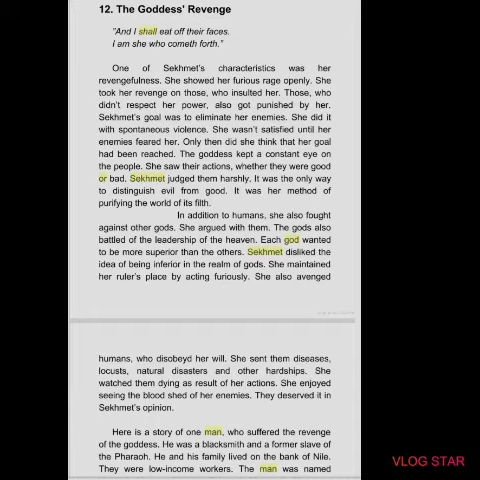 12. The Goddess' Revenge
"And I shall eat off their faces.
I am she who cometh forth."
One of Sekhmet's characteristics was her
revengefulness. She showed her furious rage openly. She
took her revenge on those, who insulted her. Those, who
didn't respect her power, also got punished by her.
Sekhmet's goal was to eliminate her enemies. She did it
with spontaneous violence. She wasn't satisfied until her
enemies feared her. Only then did she think that her goal
had been reached. The goddess kept a constant eye on
the people. She saw their actions, whether they were good
or bad. Sekhmet judged them harshly. It was the only way
to distinguish evil from good. It was her method of
purifying the world of its filth.
In addition to humans, she also fought
against other gods. She argued with them. The gods also
battled of the leadership of the heaven. Each god wanted
to be more superior than the others. Sekhmet disliked the
idea of being inferior in the realm of gods. She maintained
her ruler's place by acting furiously. She also avenged
humans, who disobeyd her will. She sent them diseases,
locusts, natural disasters and other hardships. She
watched them dying as result of her actions. She enjoyed
seeing the blood shed of her enemies. They deserved it in
Sekhmet's opinion.
Here is a story of one man, who suffered the revenge
of the goddess. He was a blacksmith and a former slave of
the Pharaoh. He and his family lived on the bank of Nile.
They were low-income workers. The man was named
VLOG STAR